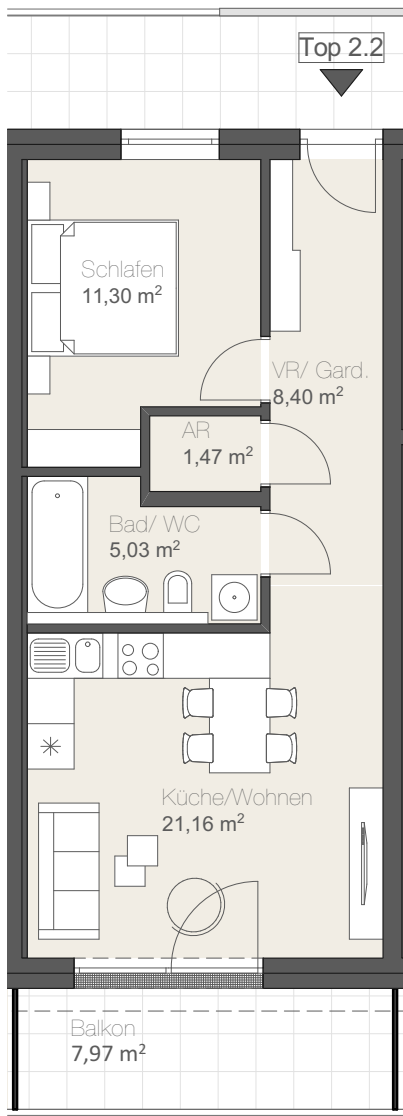 Top 2.2
Schlafen
11,30 m²
VR/ Gard.
8,40 m²
AR
1,47 m²
Bad/ WC
5,03 m²
Küche/Wohnen
21,16 m²
Balkon
7,97 m²